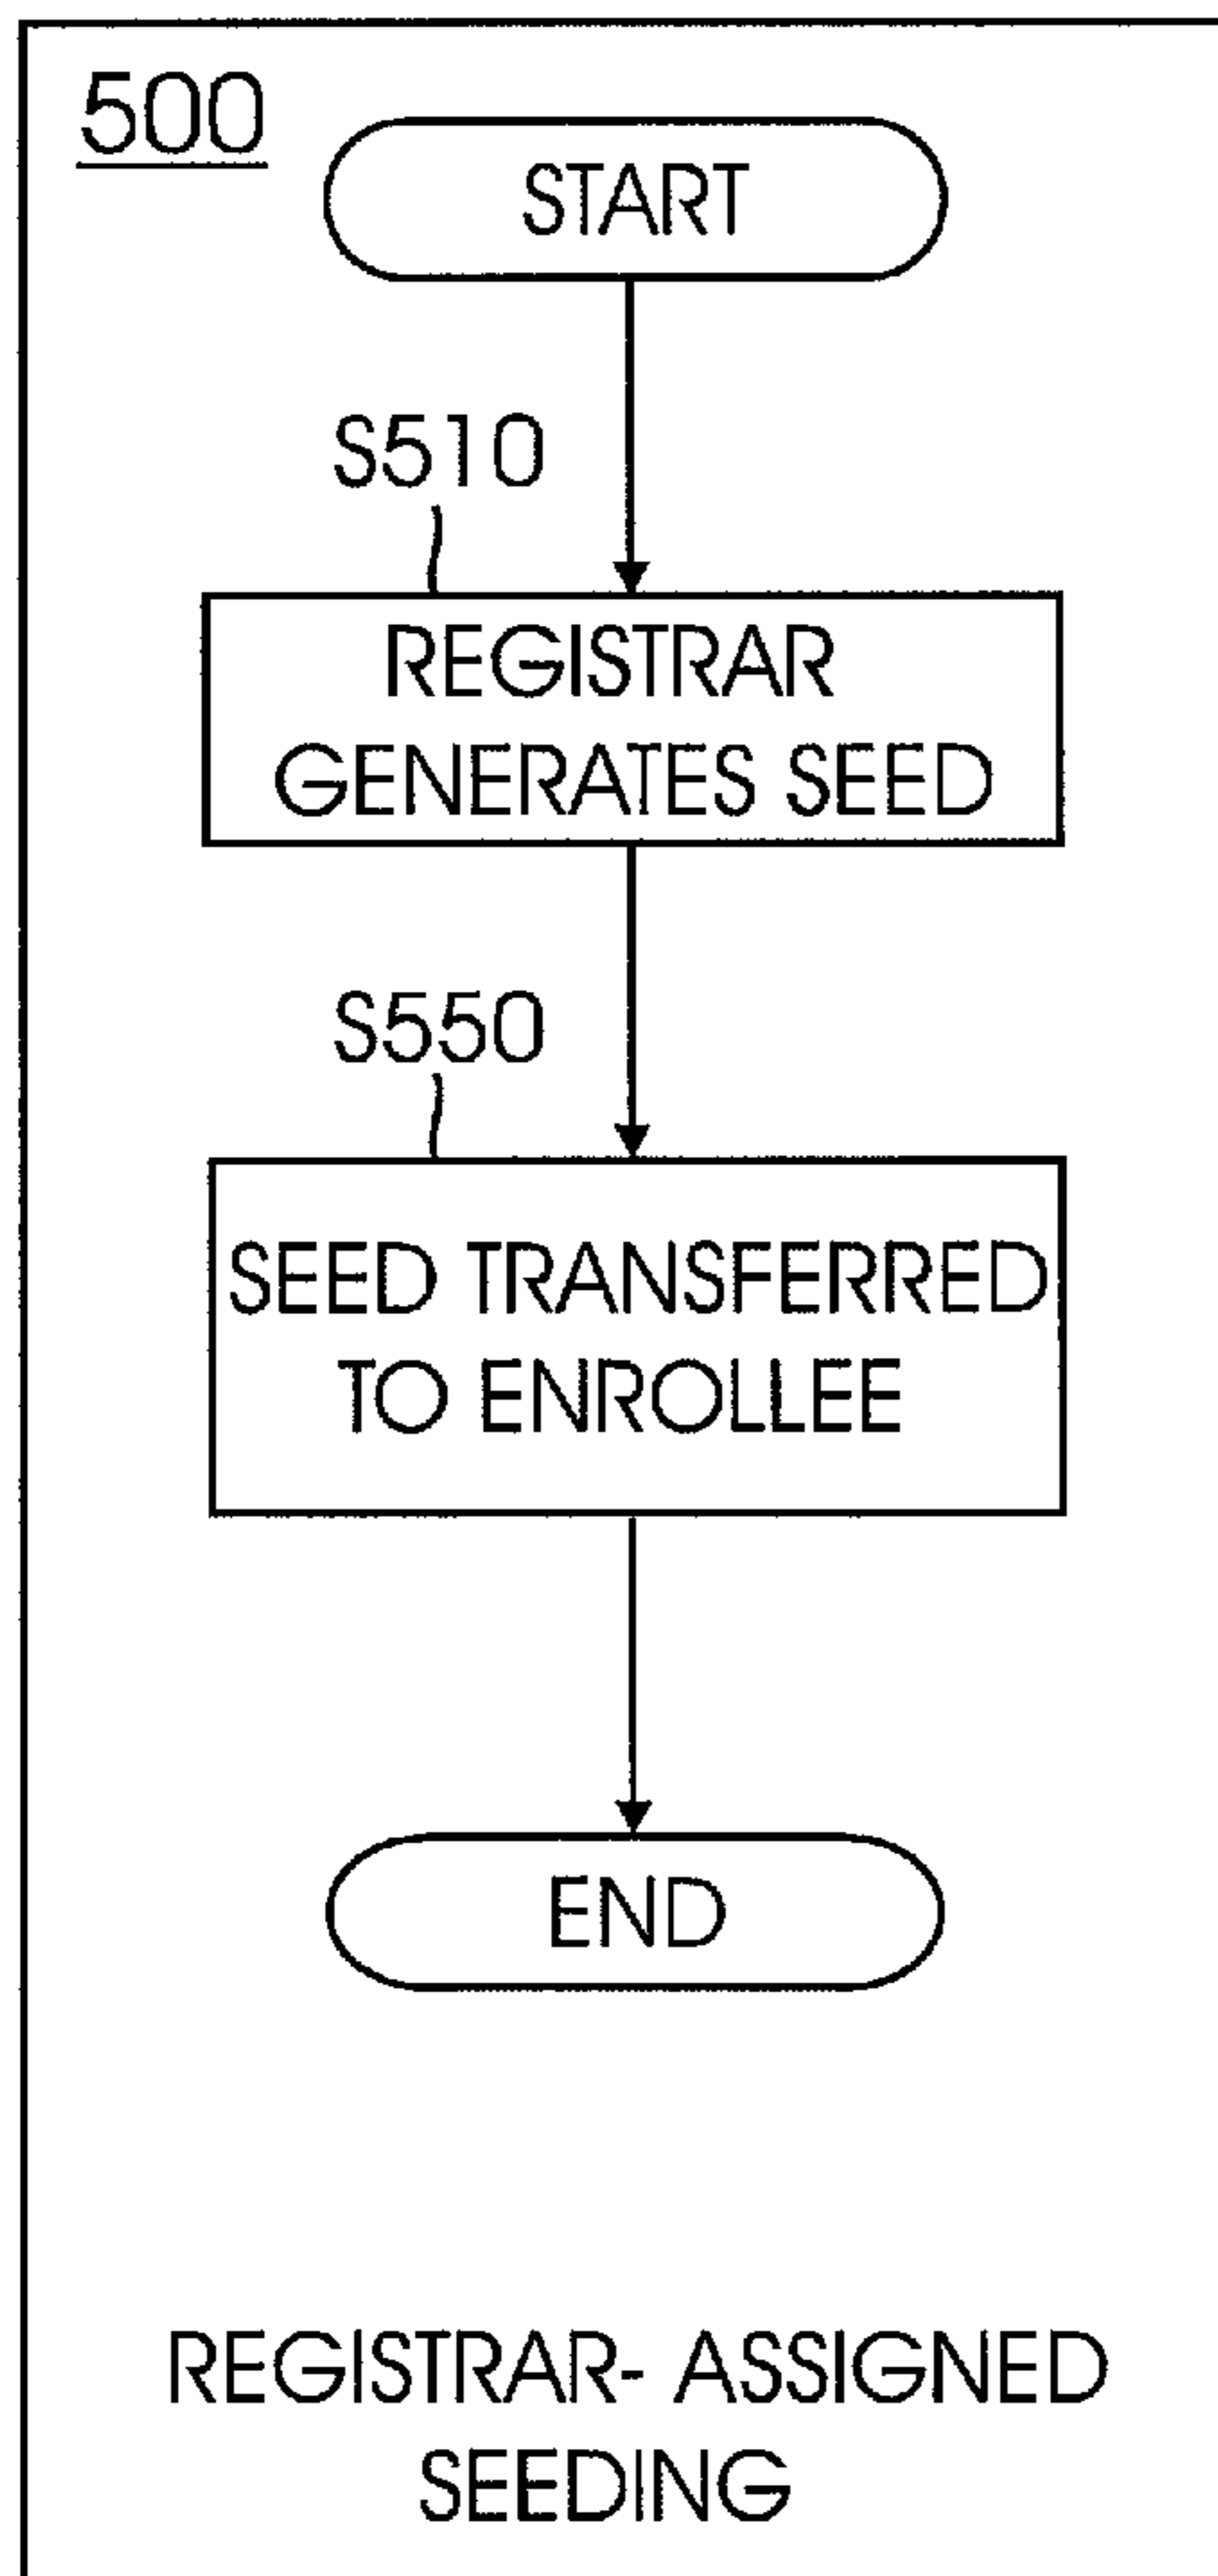 500
START
S510
REGISTRAR
GENERATES SEED
S550
SEED TRANSFERRED
TO ENROLLEE
END
REGISTRAR- ASSIGNED
SEEDING